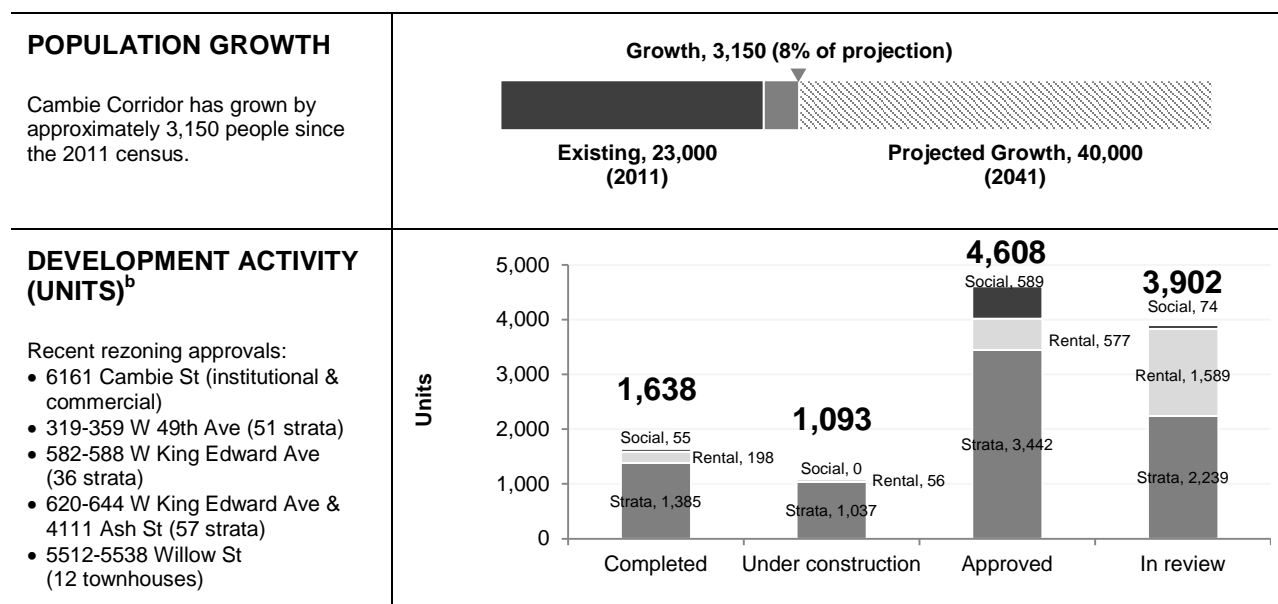 POPULATION GROWTH
Cambie Corridor has grown by
approximately 3,150 people since
the 2011 census.
Growth, 3,150 (8% of projection)
Existing, 23,000
(2011)
Projected Growth, 40,000
(2041)
DEVELOPMENT ACTIVITY
(UNITS)b
Recent rezoning approvals:
• 6161 Cambie St (institutional &
commercial)
• 319-359 W 49th Ave (51 strata)
• 582-588 W King Edward Ave
(36 strata)
• 620-644 W King Edward Ave &
4111 Ash St (57 strata)
• 5512-5538 Willow St
(12 townhouses)
Units
5,000
4,000
3,000
2,000
1,000
0
1,638
Social, 55
Rental, 198
Strata, 1,385
Completed
1,093
Social, 0
Rental, 56
Strata, 1,037
Under construction
4,608
Social, 589
Rental, 577
Strata, 3,442
Approved
3,902
Social, 74
Rental, 1,589
Strata, 2,239
In review